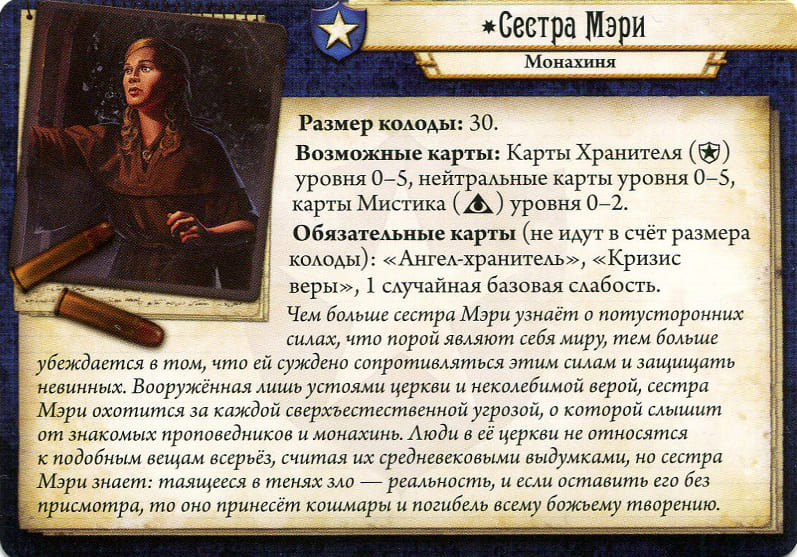 ✷Сестра Мэри
Монахиня
Размер колоды: 30.
Возможные карты: Карты Хранителя ()
уровня 0–5, нейтральные карты уровня 0–5,
карты Мистика () уровня 0–2.
Обязательные карты (не идут в счёт размера
колоды): «Ангел-хранитель», «Кризис
веры», 1 случайная базовая слабость.
Чем больше сестра Мэри узнаёт о потусторонних
силах, что порой являют себя миру, тем больше
убеждается в том, что ей суждено сопротивляться этим силам и защищать
невинных. Вооружённая лишь устоями церкви и неколебимой верой, сестра
Мэри охотится за каждой сверхъестественной угрозой, о которой слышит
от знакомых проповедников и монахинь. Люди в её церкви не относятся
к подобным вещам всерьёз, считая их средневековыми выдумками, но сестра
Мэри знает: таящееся в тенях зло — реальность, и если оставить его без
присмотра, то оно принесёт кошмары и погибель всему божьему творению.